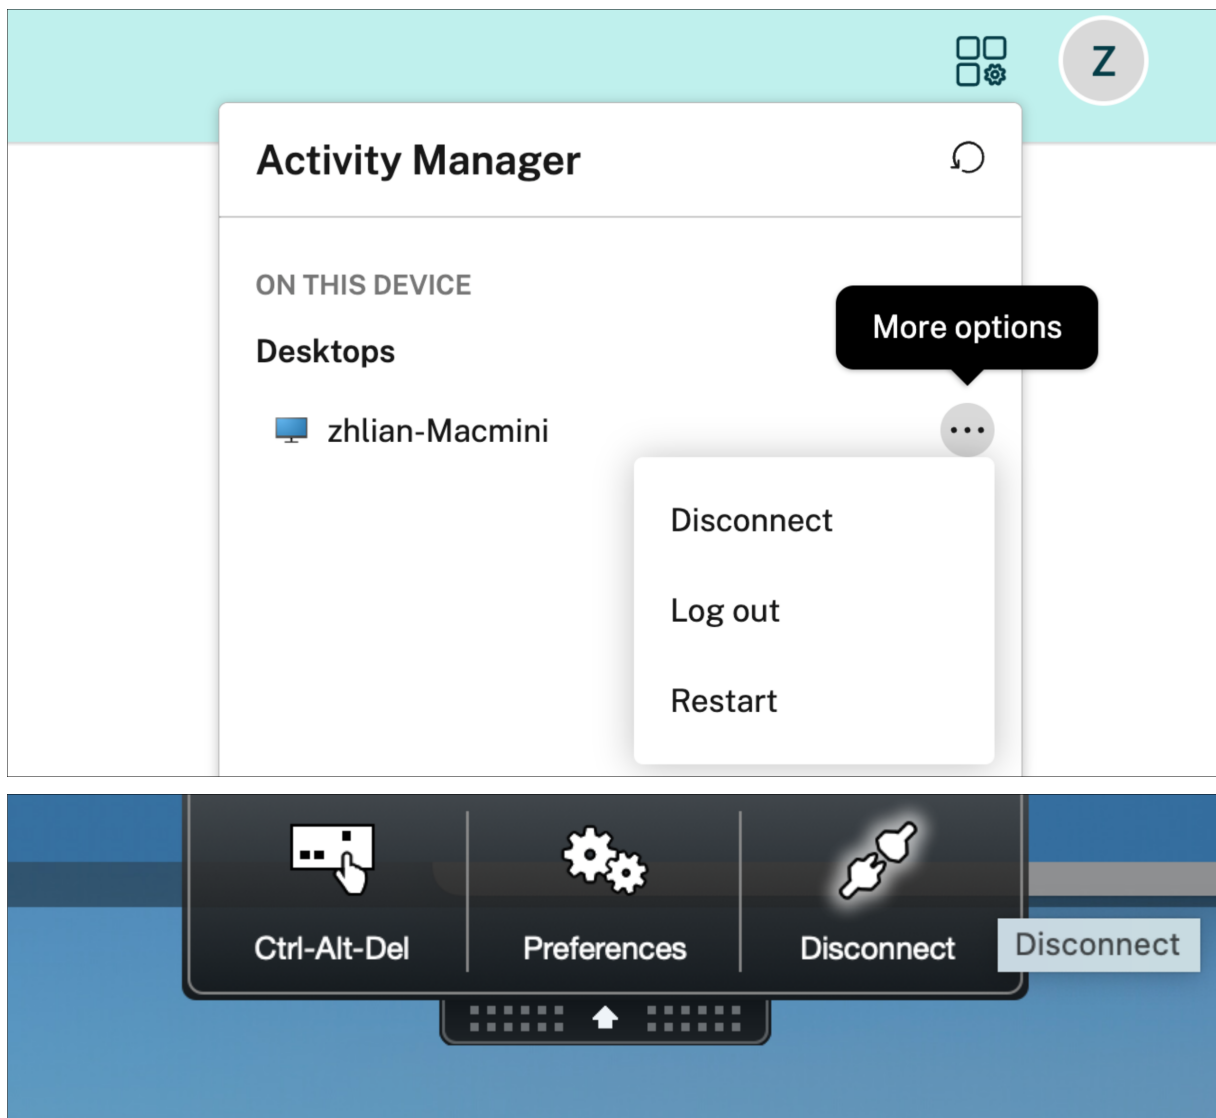 Z
Activity Manager
ON THIS DEVICE
More options
Desktops
zhlian-Macmini
Disconnect
Log out
Restart
Ctrl-Alt-Del
Preferences
Disconnect
Disconnect